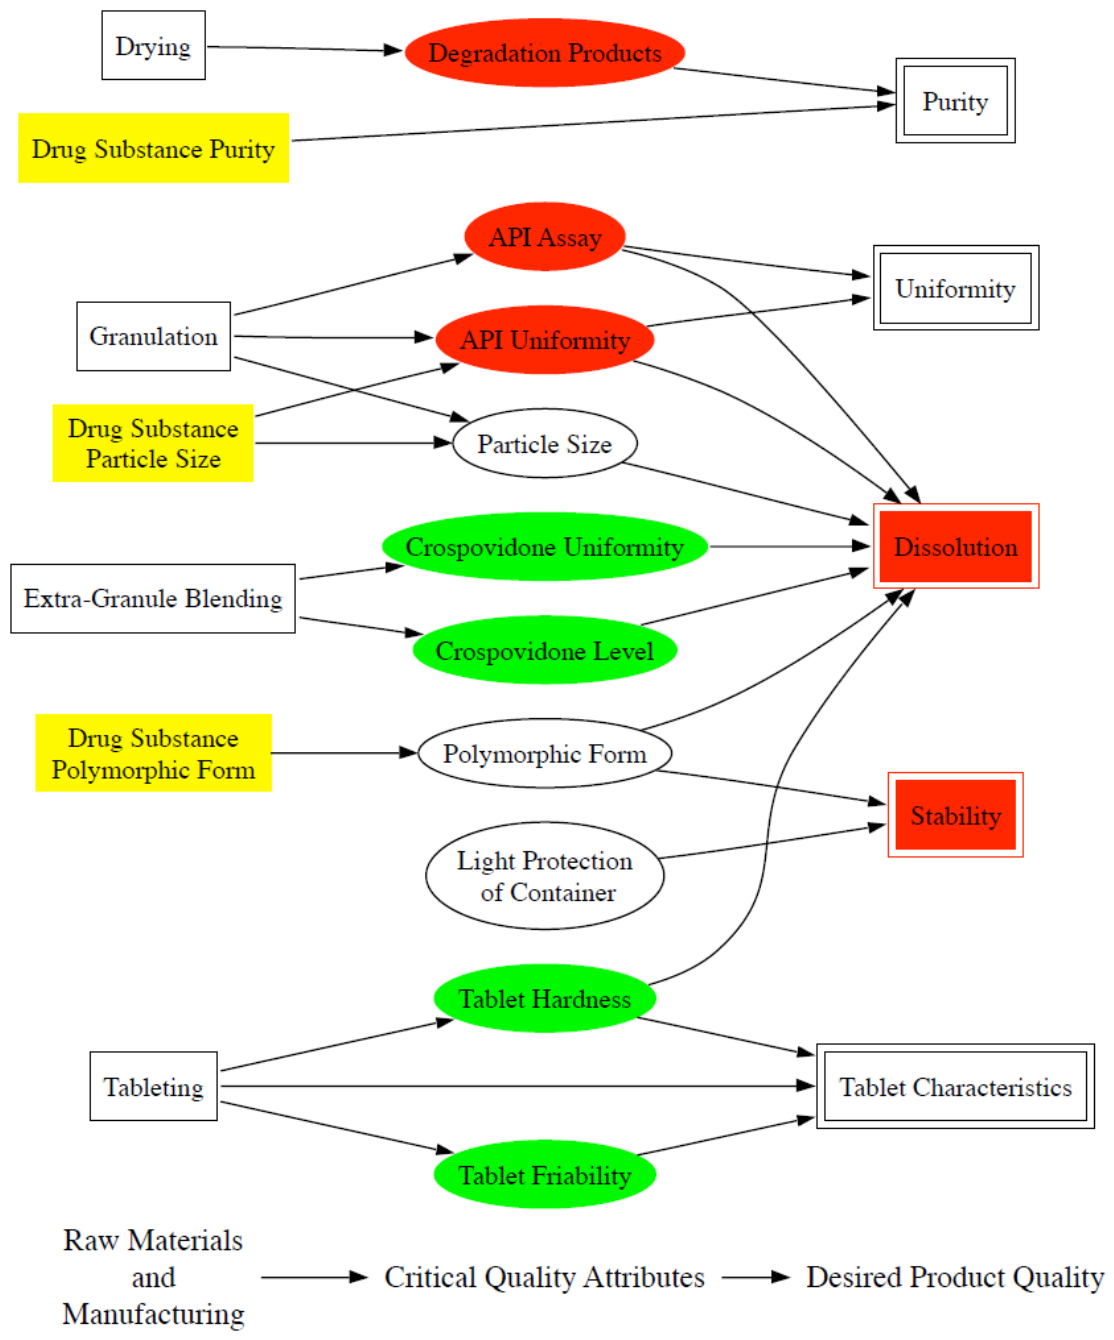 Drying
Degradation Products
Purity
Drug Substance Purity
API Assay
Uniformity
Granulation
API Uniformity
Drug Substance
Particle Size
Particle Size
Crospovidone Uniformity
Dissolution
Extra-Granule Blending
Crospovidone Level
Drug Substance
Polymorphic Form
Polymorphic Form
Stability
Light Protection
of Container
Tablet Hardness
Tableting
Tablet Characteristics
Tablet Friability
Raw Materials
and
Manufacturing
Critical Quality Attributes
Desired Product Quality